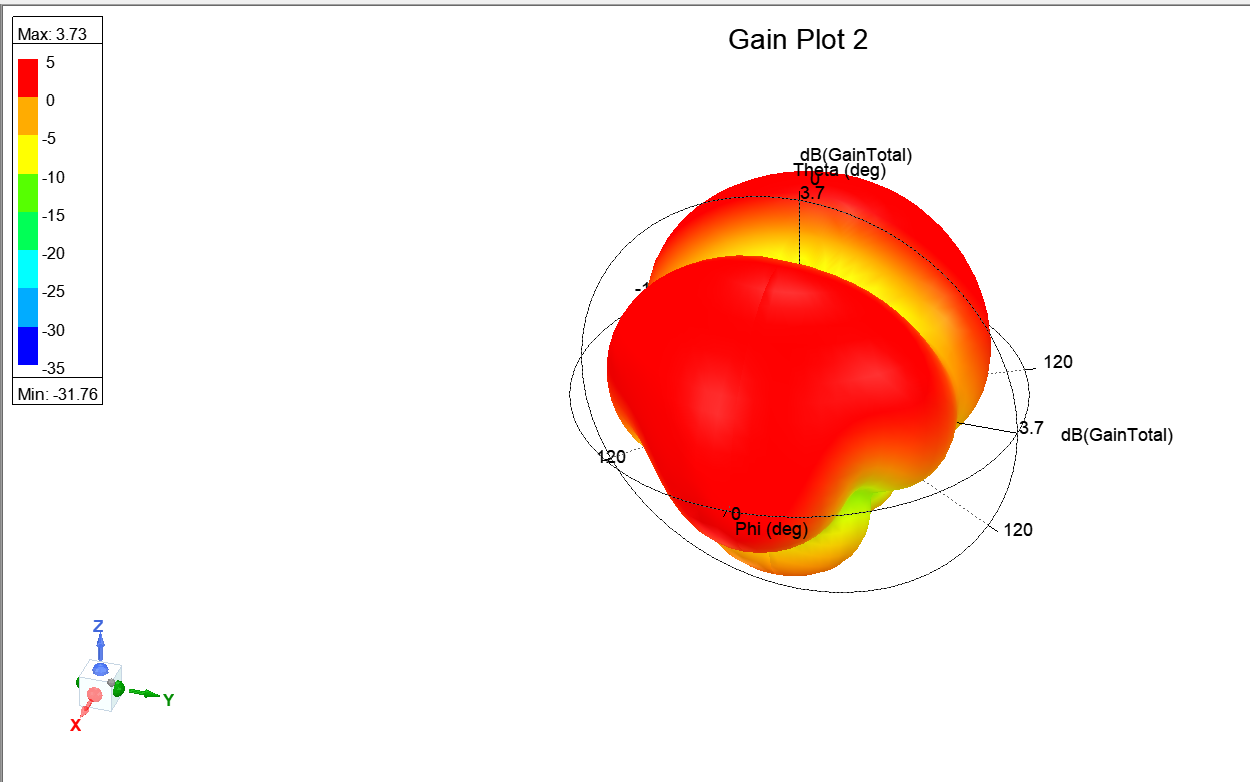 Gain Plot 2
Max: 3.73
5
0
-5
-10
-15
-20
-25
-30
-35
Min: -31.76
dB(GainTotal)
Theta (deg)
0
3.7
120
3.7
dB(GainTotal)
120
0
Phi (deg)
120
Z
Y
X